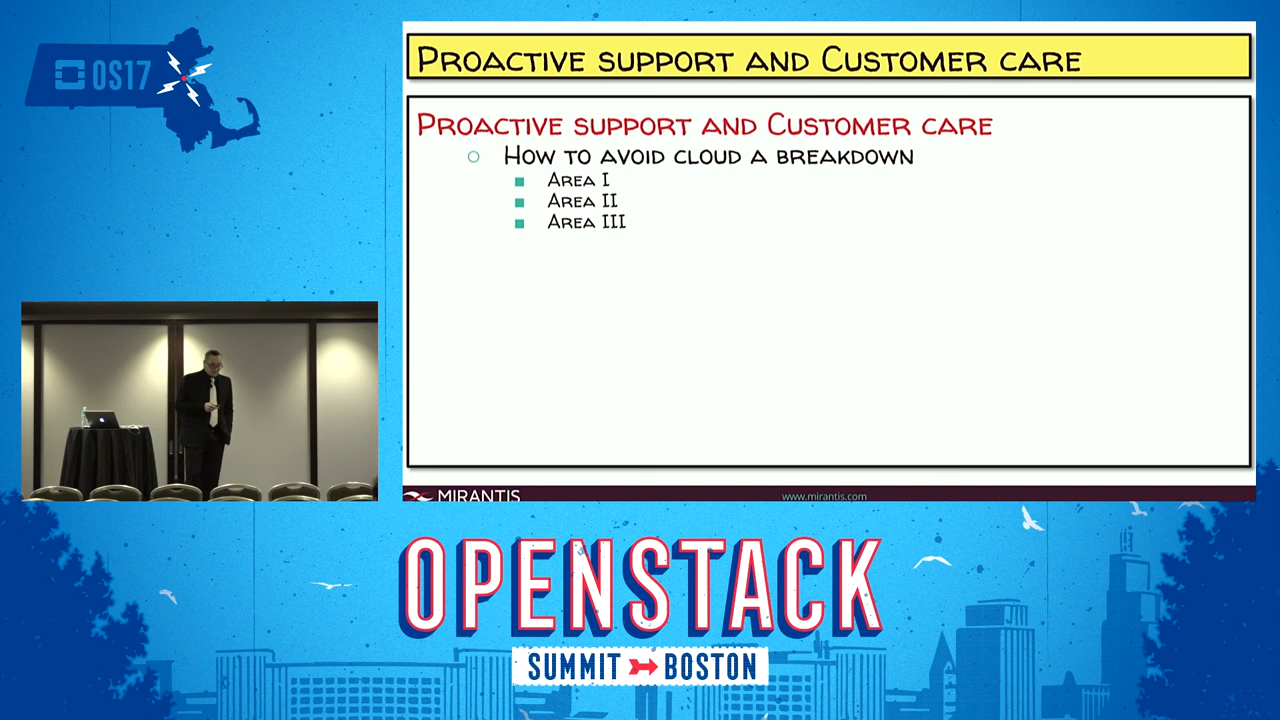 OS17
Proactive support and Customer care
Proactive support and Customer care
How to avoid cloud a breakdown
Area I
Area II
Area III
MIRANTIS
www.mirantis.com
OPENSTACK
SUMMIT BOSTON